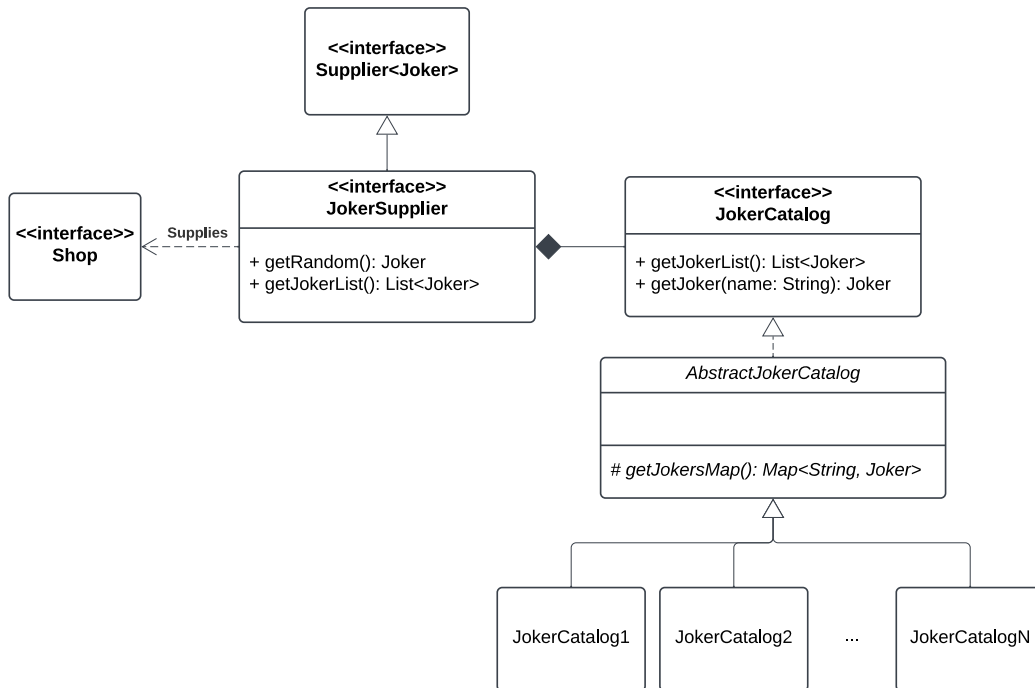 <<interface>>
Supplier<Joker>
<<interface>>
JokerSupplier
+ getRandom(): Joker
+ getJokerList(): List<Joker>
<<interface>>
Shop
Supplies
<<interface>>
JokerCatalog
+ getJokerList(): List<Joker>
+ getJoker(name: String): Joker
AbstractJokerCatalog
# getJokersMap(): Map<String, Joker>
JokerCatalog1
JokerCatalog2
...
JokerCatalogN